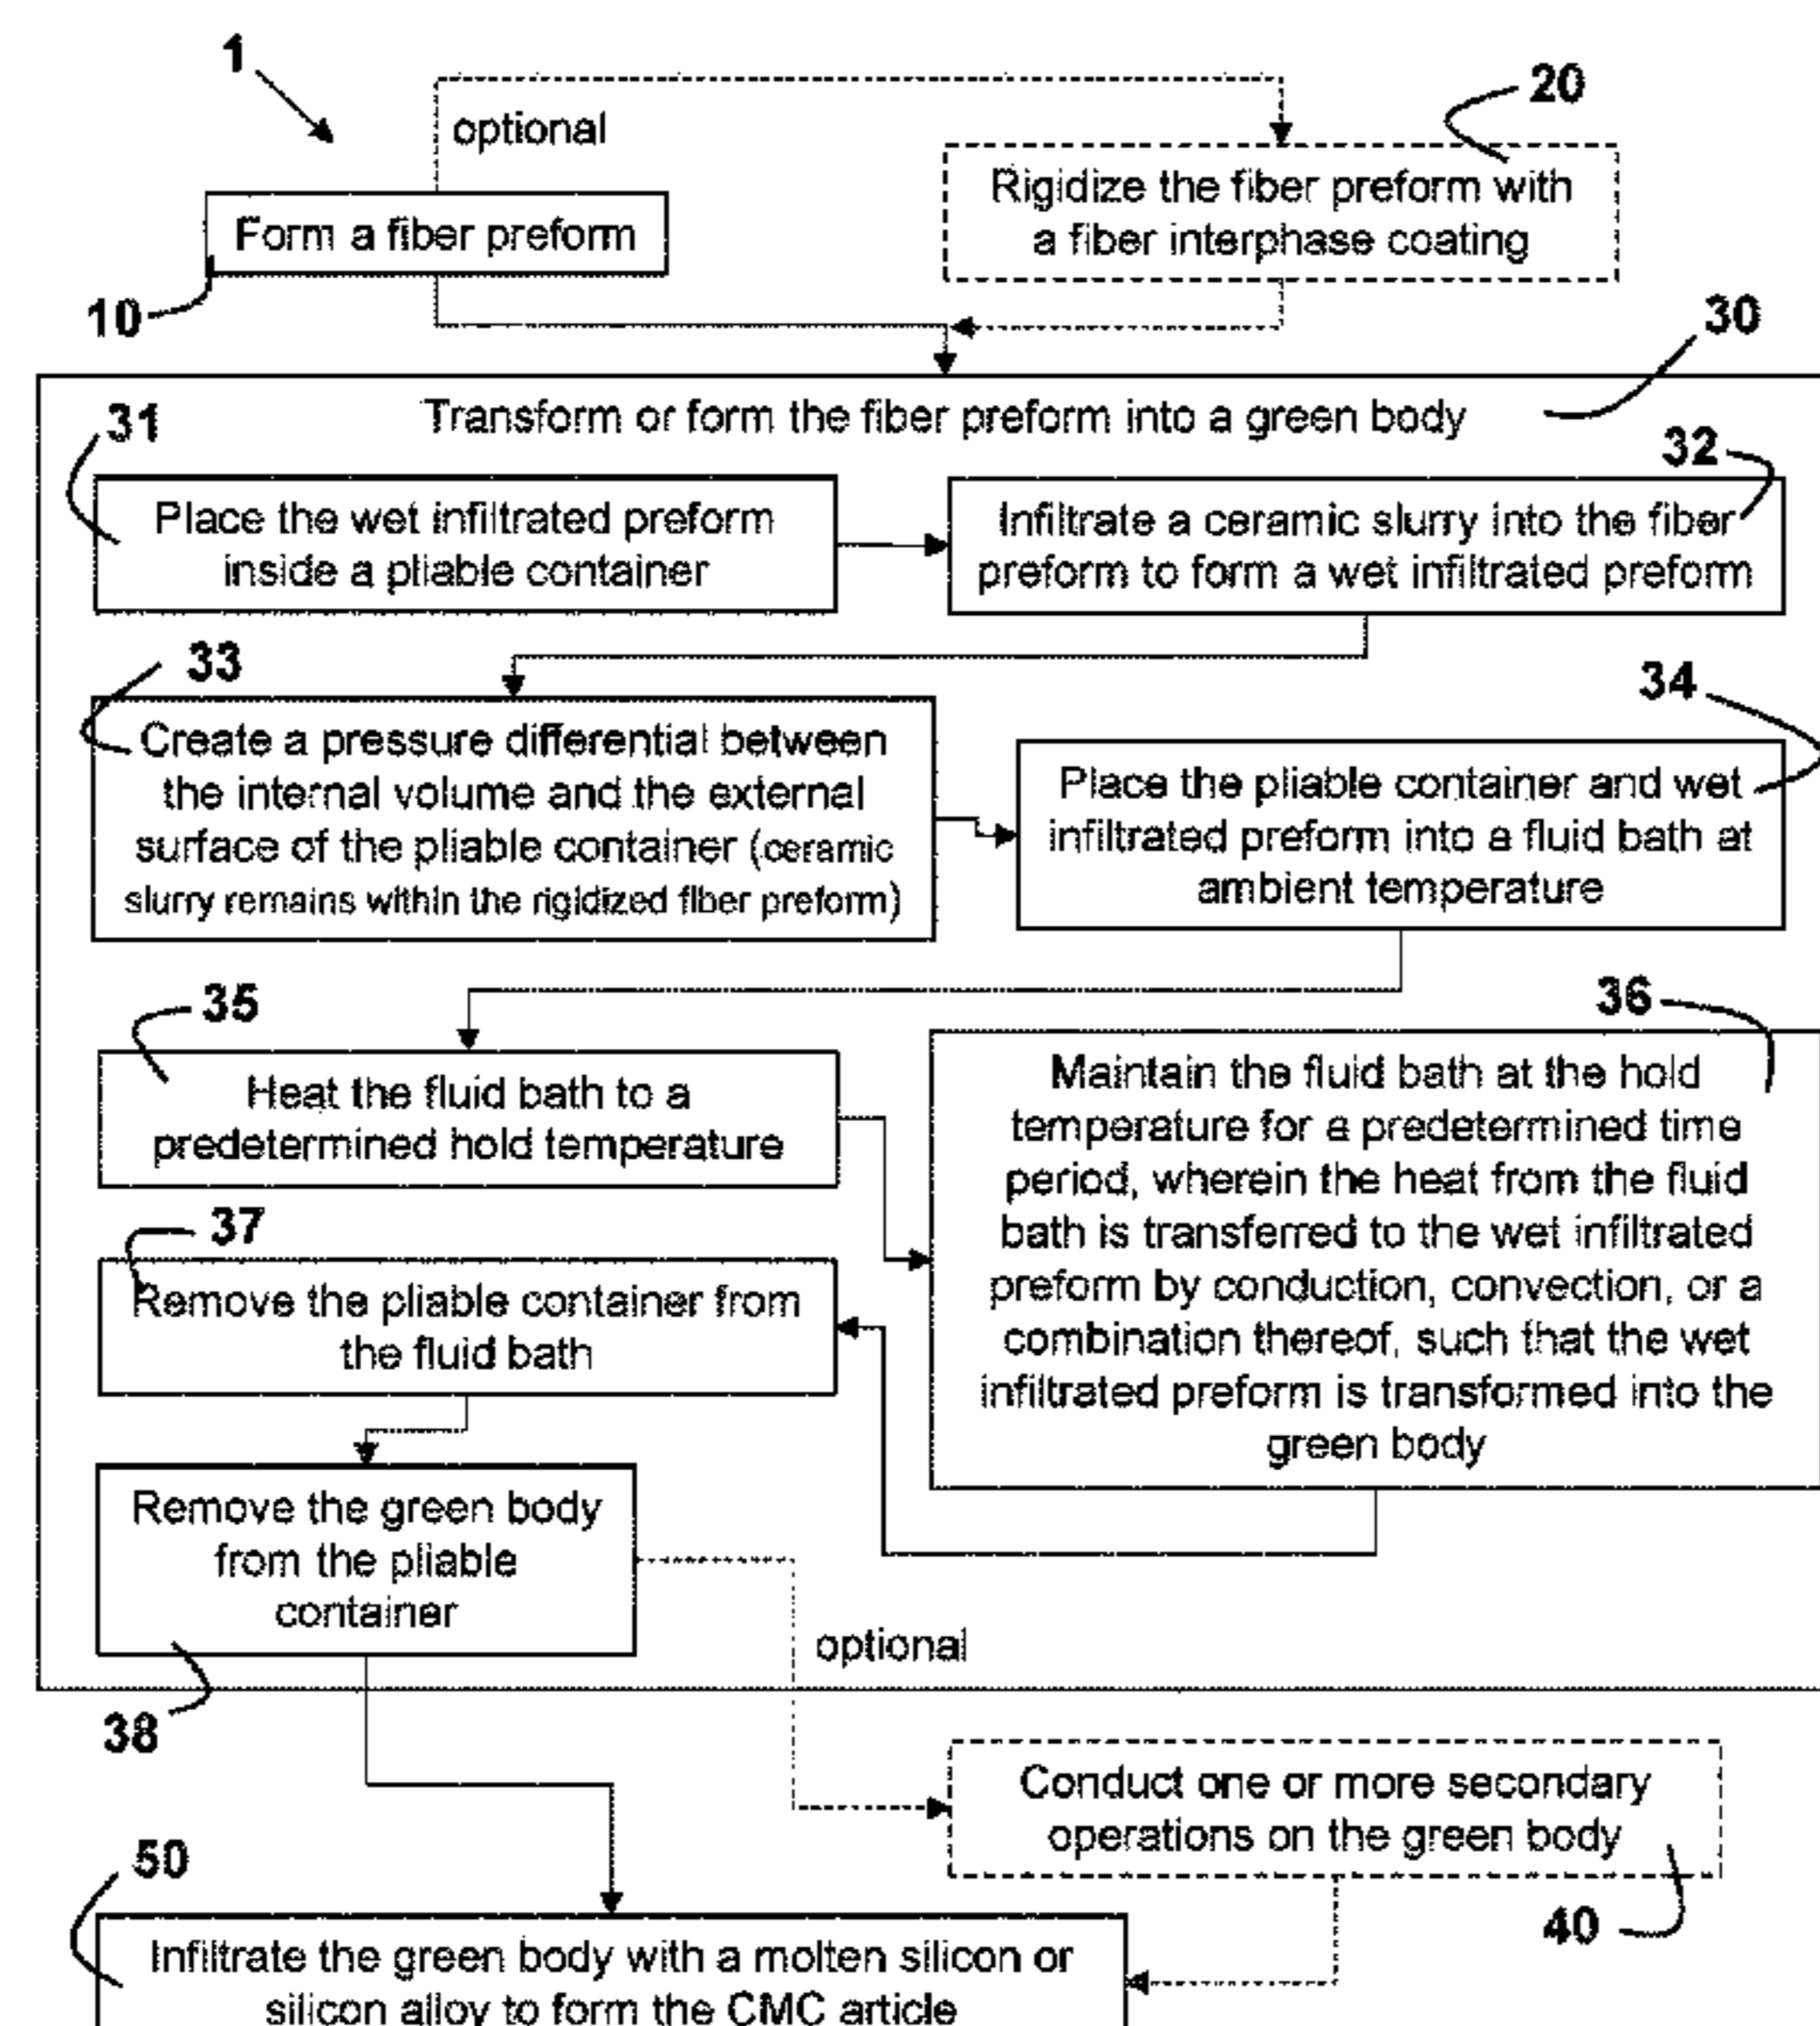 1
optional
20
Rigidize the fiber preform with
a fiber interphase coating
Form a fiber preform
10
30
Transform or form the fiber preform into a green body
31
32
Place the wet infiltrated preform
inside a pliable container
Infiltrate a ceramic slurry into the fiber
preform to form a wet infiltrated preform
33
34
Create a pressure differential between
the internal volume and the external
surface of the pliable container (ceramic
slurry remains within the rigidized fiber preform)
Place the pliable container and wet
infiltrated preform into a fluid bath at
ambient temperature
35
36
Heat the fluid bath to a
predetermined hold temperature
Maintain the fluid bath at the hold
temperature for a predetermined time
period, wherein the heat from the fluid
bath is transferred to the wet infiltrated
preform by conduction, convection, or a
combination thereof, such that the wet
infiltrated preform is transformed into the
green body
37
Remove the pliable container from
the fluid bath
Remove the green body
from the pliable
container
optional
38
Conduct one or more secondary
operations on the green body
40
50
Infiltrate the green body with a molten silicon or
silicon alloy to form the CMC article